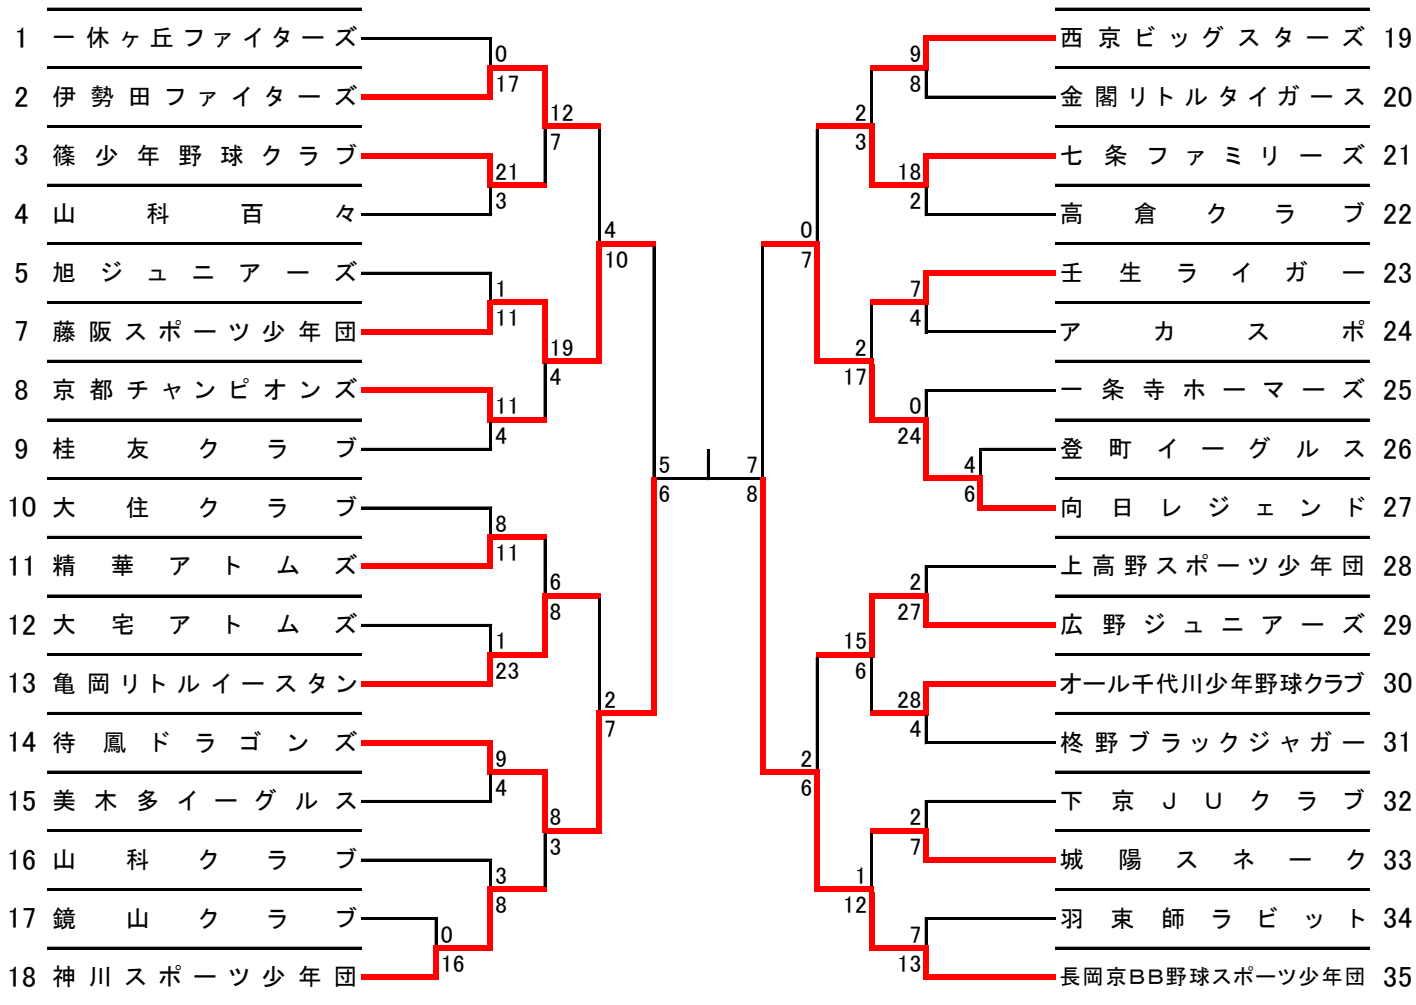 1 一休ヶ丘ファイターズ
2 伊勢田ファイターズ
3 篠少年野球クラブ
4 山科百々
5 旭ジュニアーズ
7 藤阪スポーツ少年団
8 京都チャンピオンズ
9 桂友クラブ
10 大住クラブ
11 精華アトムズ
12 大宅アトムズ
13 亀岡リトルイースタン
14 待鳳ドラゴンズ
15 美木多イーグルス
16 山科クラブ
17 鏡山クラブ
18 神川スポーツ少年団
0
17
21
3
1
11
11
4
8
11
1
23
9
4
3
8
0
16
12
7
19
4
6
8
8
3
4
10
2
7
5
6
7
8
0
7
2
6
2
3
2
17
15
6
1
12
9
8
18
2
7
4
0
24
4
6
2
27
28
4
2
7
7
13
西京ビッグスターズ 19
金閣リトルタイガース 20
七条ファミリーズ 21
高倉クラブ 22
壬生ライガー 23
アカスポ 24
一条寺ホーマーズ 25
登町イーグルス 26
向日レジェンド 27
上高野スポーツ少年団 28
広野ジュニアーズ 29
オール千代川少年野球クラブ 30
柊野ブラックジャガー 31
下京JUクラブ 32
城陽スネーク 33
羽束師ラビット 34
長岡京BB野球スポーツ少年団 35